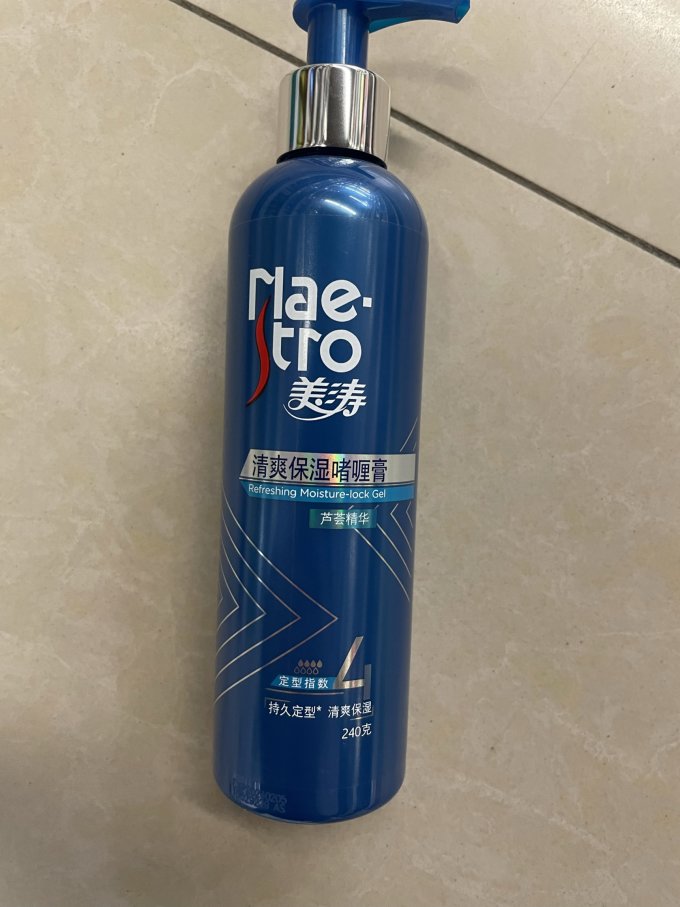 Mae·
stro
美涛
清爽保湿啫喱膏
Refreshing Moisture-lock Gel
芦荟精华
定型指数 4
持久定型* 清爽保湿
240克